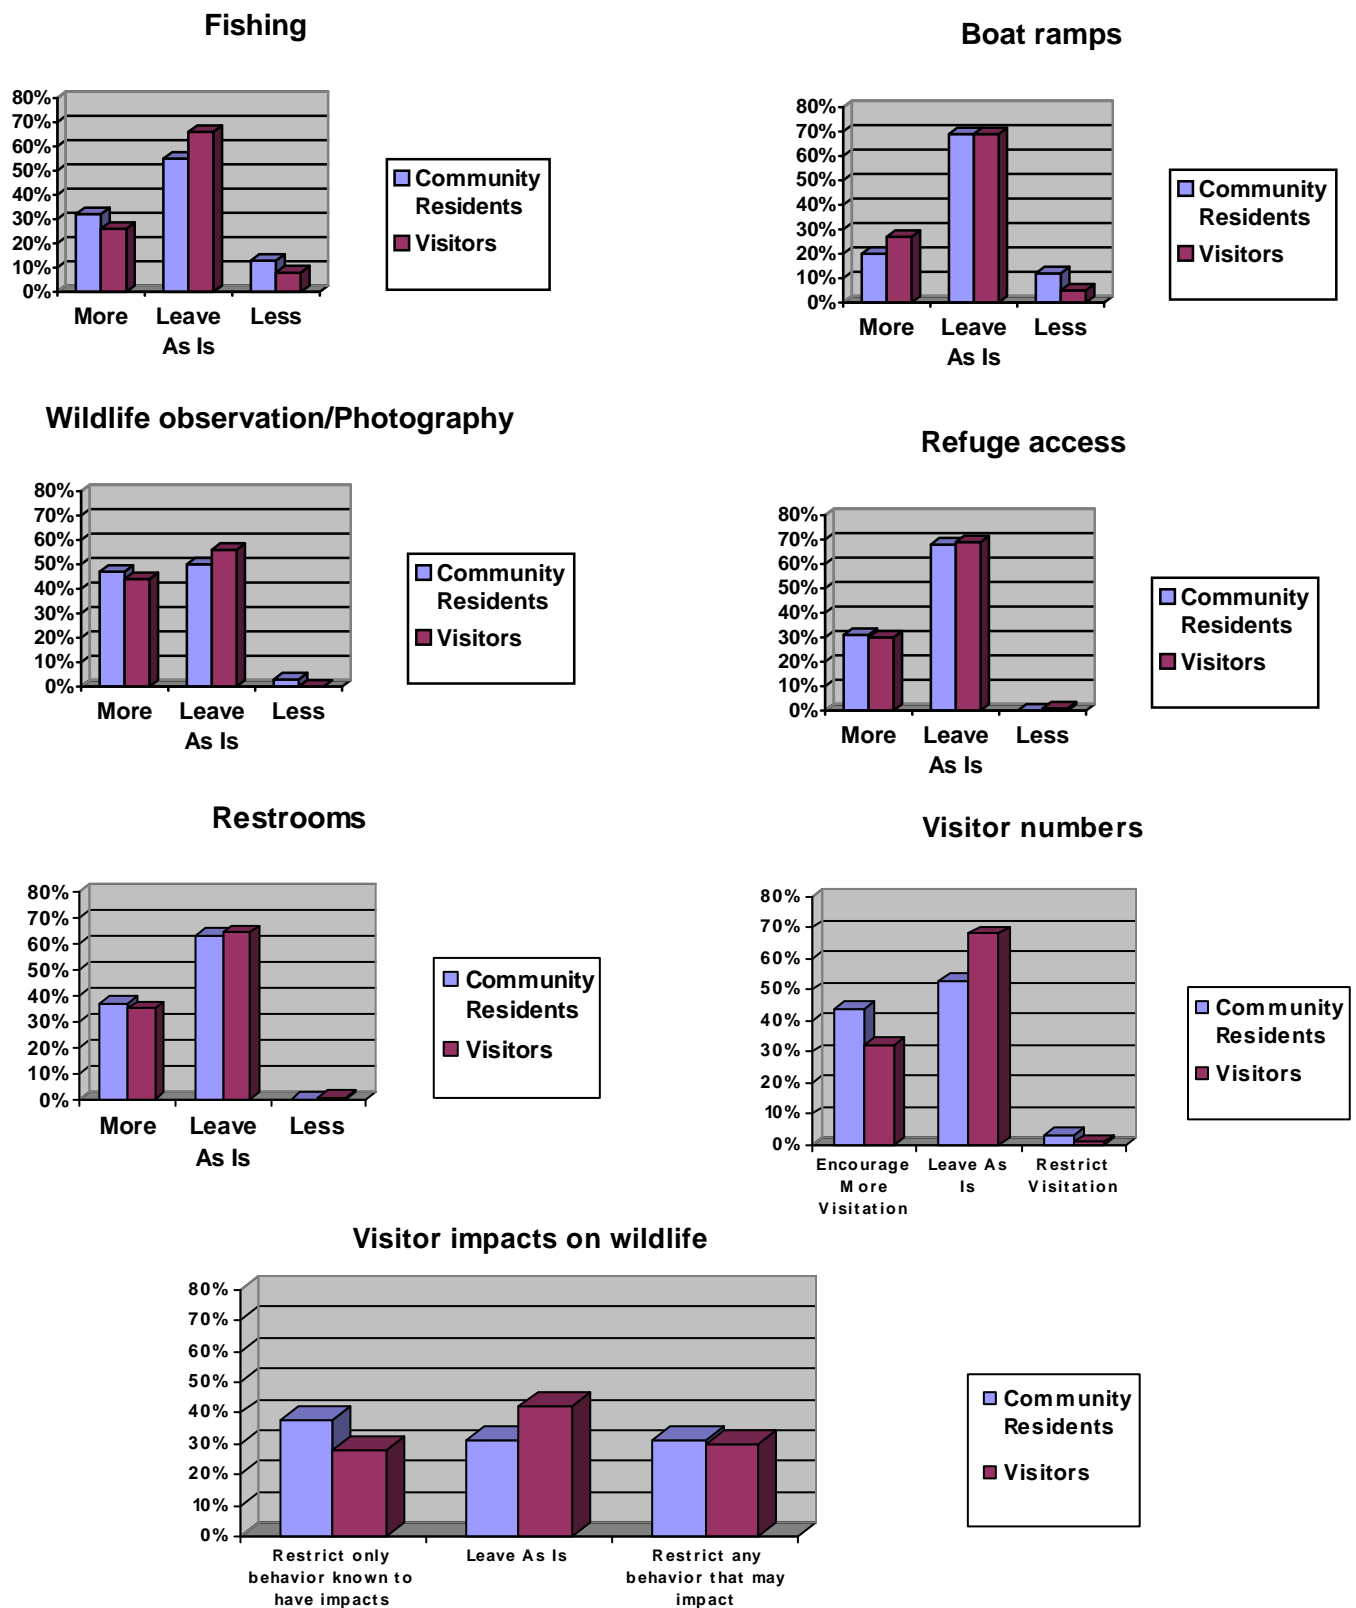 Fishing
80%
70%
60%
50%
40%
30%
20%
10%
0%
More
Leave
As Is
Less
Community
Residents
Visitors
Boat ramps
80%
70%
60%
50%
40%
30%
20%
10%
0%
More
Leave
As Is
Less
Community
Residents
Visitors
Wildlife observation/Photography
80%
70%
60%
50%
40%
30%
20%
10%
0%
More
Leave
As Is
Less
Community
Residents
Visitors
Refuge access
80%
70%
60%
50%
40%
30%
20%
10%
0%
More
Leave
As Is
Less
Community
Residents
Visitors
Restrooms
80%
70%
60%
50%
40%
30%
20%
10%
0%
More
Leave
As Is
Less
Community
Residents
Visitors
Visitor numbers
80%
70%
60%
50%
40%
30%
20%
10%
0%
Encourage
More
Visitation
Leave As
Is
Restrict
Visitation
Community
Residents
Visitors
Visitor impacts on wildlife
80%
70%
60%
50%
40%
30%
20%
10%
0%
Restrict only
behavior known to
have impacts
Leave As Is
Restrict any
behavior that may
impact
Community
Residents
Visitors